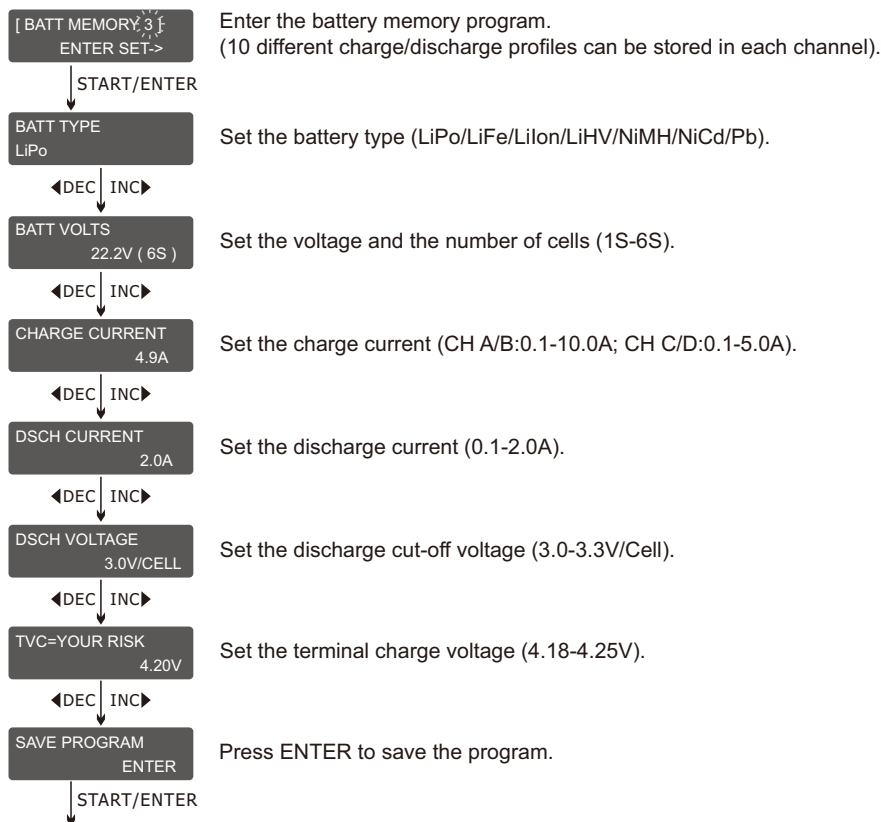 [ BATT MEMORY 3 ]
ENTER SET->
Enter the battery memory program.
(10 different charge/discharge profiles can be stored in each channel).
START/ENTER
BATT TYPE
LiPo
Set the battery type (LiPo/LiFe/LiIon/LiHV/NiMH/NiCd/Pb).
◀DEC INC▶
BATT VOLTS
22.2V ( 6S )
Set the voltage and the number of cells (1S-6S).
◀DEC INC▶
CHARGE CURRENT
4.9A
Set the charge current (CH A/B:0.1-10.0A; CH C/D:0.1-5.0A).
◀DEC INC▶
DSCH CURRENT
2.0A
Set the discharge current (0.1-2.0A).
◀DEC INC▶
DSCH VOLTAGE
3.0V/CELL
Set the discharge cut-off voltage (3.0-3.3V/Cell).
◀DEC INC▶
TVC=YOUR RISK
4.20V
Set the terminal charge voltage (4.18-4.25V).
◀DEC INC▶
SAVE PROGRAM
ENTER
Press ENTER to save the program.
START/ENTER